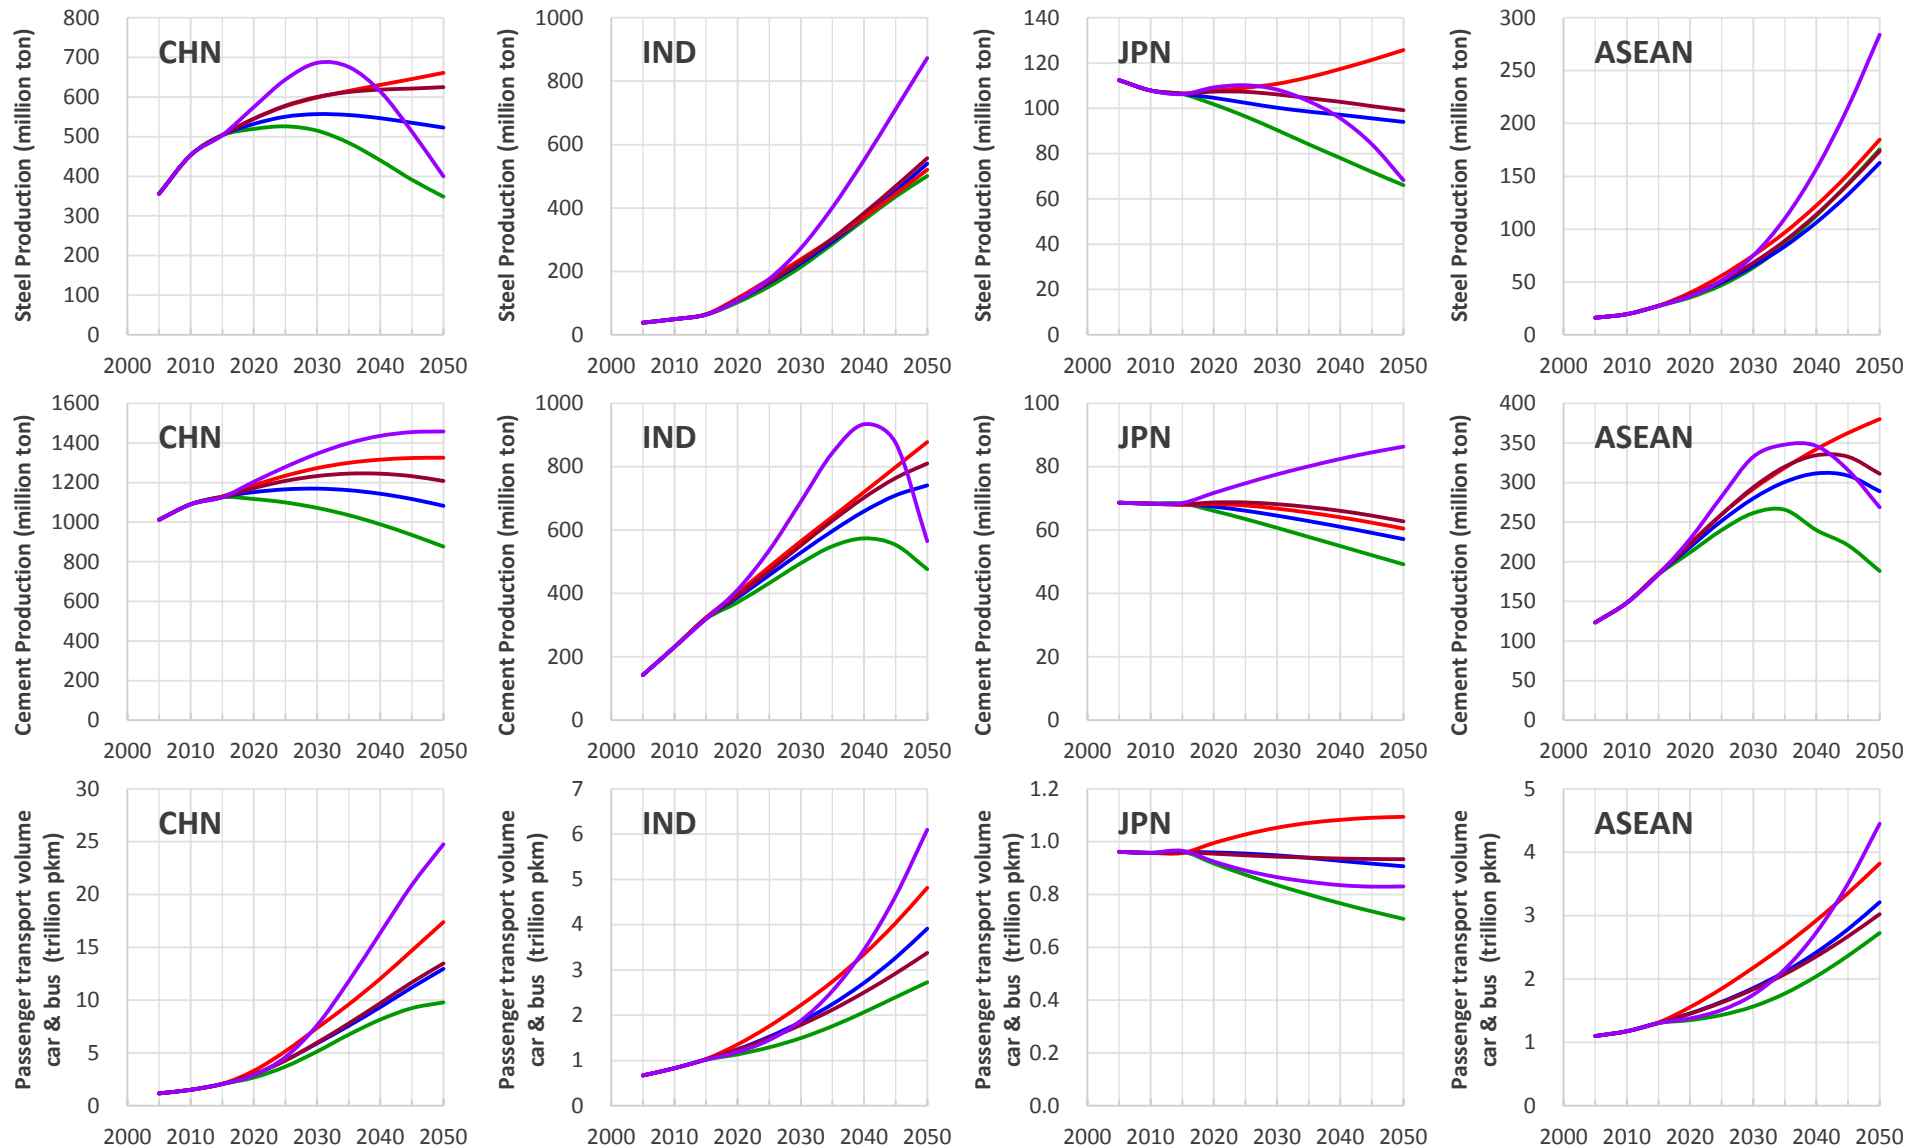 Steel Production (million ton)
800
700
600
500
400
300
200
100
0
CHN
2000 2010 2020 2030 2040 2050
Steel Production (million ton)
1000
800
600
400
200
0
IND
2000 2010 2020 2030 2040 2050
Steel Production (million ton)
140
120
100
80
60
40
20
0
JPN
2000 2010 2020 2030 2040 2050
Steel Production (million ton)
300
250
200
150
100
50
0
ASEAN
2000 2010 2020 2030 2040 2050
Cement Production (million ton)
1600
1400
1200
1000
800
600
400
200
0
CHN
2000 2010 2020 2030 2040 2050
Cement Production (million ton)
1000
800
600
400
200
0
IND
2000 2010 2020 2030 2040 2050
Cement Production (million ton)
100
80
60
40
20
0
JPN
2000 2010 2020 2030 2040 2050
Cement Production (million ton)
400
350
300
250
200
150
100
50
0
ASEAN
2000 2010 2020 2030 2040 2050
Passenger transport volume
car & bus (trillion pkm)
30
25
20
15
10
5
0
CHN
2000 2010 2020 2030 2040 2050
Passenger transport volume
car & bus (trillion pkm)
7
6
5
4
3
2
1
0
IND
2000 2010 2020 2030 2040 2050
Passenger transport volume
car & bus (trillion pkm)
1.2
1.0
0.8
0.6
0.4
0.2
0.0
JPN
2000 2010 2020 2030 2040 2050
Passenger tnsport volume
car & bus (trillion pkm)
5
4
3
2
1
0
ASEAN
2000 2010 2020 2030 2040 2050